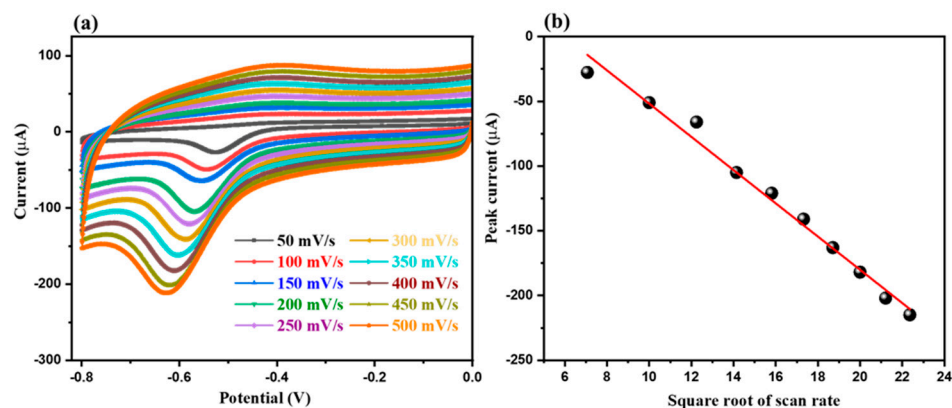 (a)
100
0
-100
-200
-300
Current (µA)
-0.8
-0.6
-0.4
-0.2
0.0
Potential (V)
50 mV/s
100 mV/s
150 mV/s
200 mV/s
250 mV/s
300 mV/s
350 mV/s
400 mV/s
450 mV/s
500 mV/s
(b)
0
-50
-100
-150
-200
-250
Peak current (µA)
6
8
10
12
14
16
18
20
22
24
Square root of scan rate